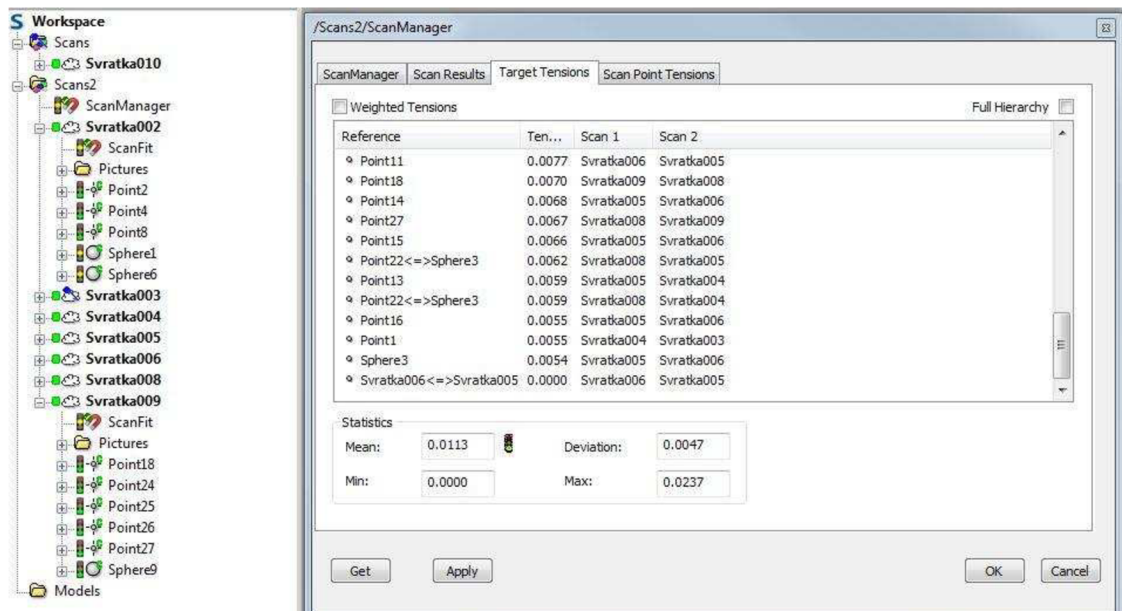 Workspace
Scans
Svratka010
Scans2
ScanManager
Svratka002
ScanFit
Pictures
Point2
Point4
Point8
Sphere1
Sphere6
Svratka003
Svratka004
Svratka005
Svratka006
Svratka008
Svratka009
ScanFit
Pictures
Point18
Point24
Point25
Point26
Point27
Sphere9
Models
/Scans2/ScanManager
ScanManager Scan Results Target Tensions Scan Point Tensions
Weighted Tensions Full Hierarchy
Reference Ten... Scan 1 Scan 2
Point11 0.0077 Svratka006 Svratka005
Point18 0.0070 Svratka009 Svratka008
Point14 0.0068 Svratka005 Svratka006
Point27 0.0067 Svratka008 Svratka009
Point15 0.0066 Svratka005 Svratka006
Point22<=>Sphere3 0.0062 Svratka008 Svratka005
Point13 0.0059 Svratka005 Svratka004
Point22<=>Sphere3 0.0059 Svratka008 Svratka004
Point16 0.0055 Svratka005 Svratka006
Point1 0.0055 Svratka004 Svratka003
Sphere3 0.0054 Svratka005 Svratka006
Svratka006<=>Svratka005 0.0000 Svratka006 Svratka005
Statistics
Mean: 0.0113 Deviation: 0.0047
Min: 0.0000 Max: 0.0237
Get Apply OK Cancel